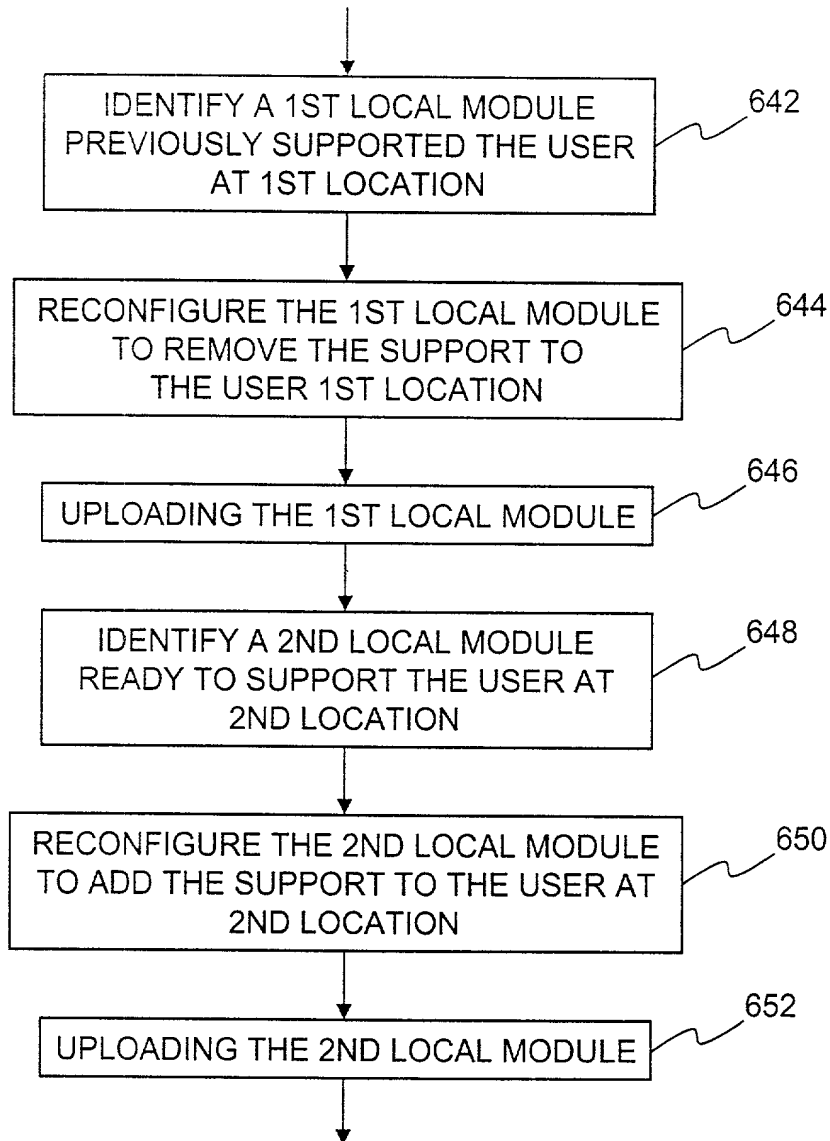 IDENTIFY A 1ST LOCAL MODULE
PREVIOUSLY SUPPORTED THE USER
AT 1ST LOCATION
642
RECONFIGURE THE 1ST LOCAL MODULE
TO REMOVE THE SUPPORT TO
THE USER 1ST LOCATION
644
UPLOADING THE 1ST LOCAL MODULE
646
IDENTIFY A 2ND LOCAL MODULE
READY TO SUPPORT THE USER AT
2ND LOCATION
648
RECONFIGURE THE 2ND LOCAL MODULE
TO ADD THE SUPPORT TO THE USER AT
2ND LOCATION
650
UPLOADING THE 2ND LOCAL MODULE
652